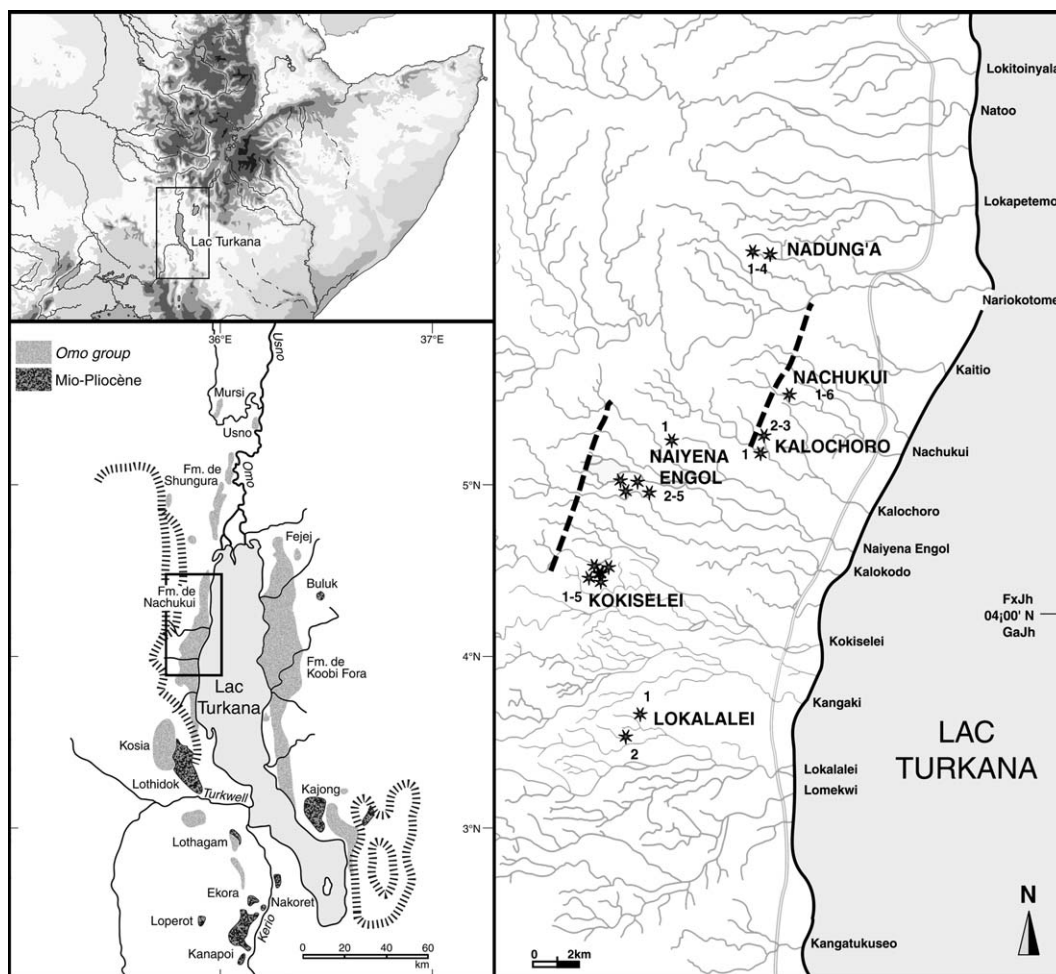 Lac Turkana
36°E
37°E
Omo group
Mio-Pliocène
Usno
Mursi
Usno
Omo
Fm. de
Shungura
5°N
Fejej
Buluk
Fm. de
Nachukui
4°N
Fm. de
Koobi Fora
Lac
Turkana
Kosia
Lothidok
Turkwell
Kajong
3°N
Lothagam
Ekora
Nakoret
Loperot
Kerio
Kanapoi
0 20 40 60
km
Lokitoinyala
Natoo
Lokapetemo
NADUNG'A
1-4
Nariokotome
Kaitio
NACHUKUI
1-6
2-3
1
KALOCHORO
1
NAIYENA
ENGOL
2-5
Nachukui
Kalochoro
Naiyena Engol
Kalokodo
1-5
KOKISELEI
FxJh
04¡00' N
GaJh
Kokiselei
Kangaki
1
LOKALALEI
2
LAC
TURKANA
Lokalalei
Lomekwi
N
Kangatukuseo
0 2km